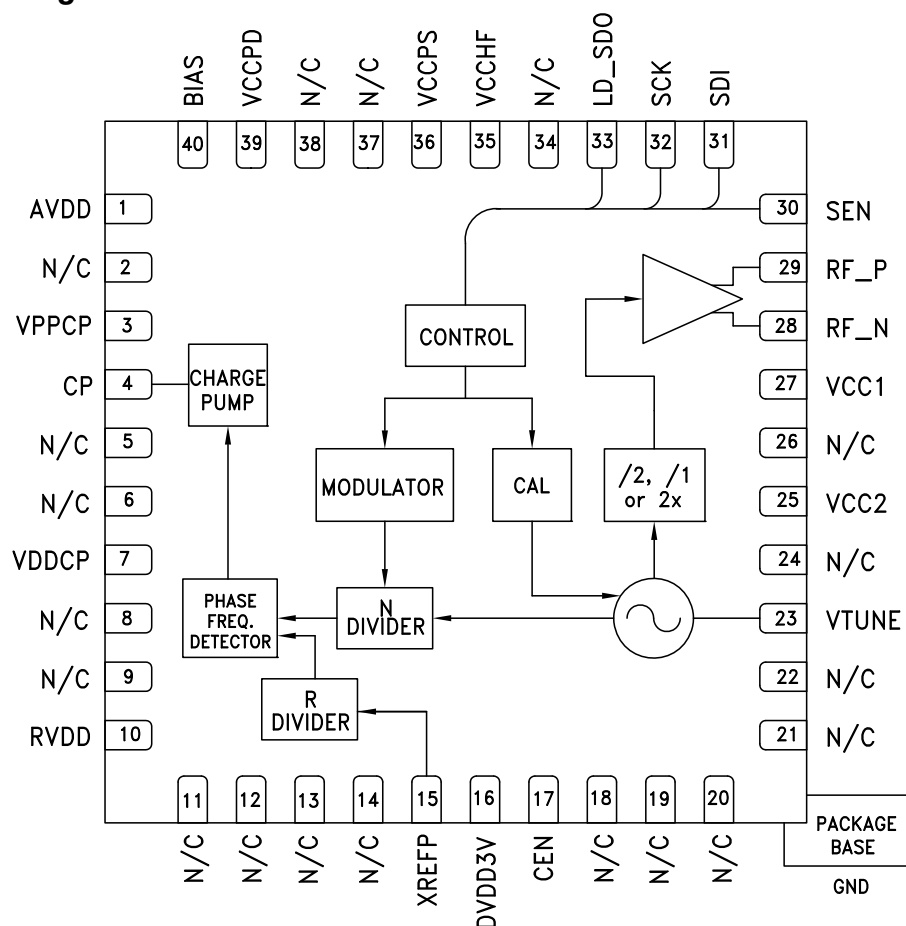 g
BIAS
VCCPD
N/C
N/C
VCCPS
VCCHF
N/C
LD_SDO
SCK
SDI
40
39
38
37
36
35
34
33
32
31
AVDD
1
N/C
2
VPPCP
3
CP
4
N/C
5
N/C
6
VDDCP
7
N/C
8
N/C
9
RVDD
10
30
SEN
29
RF_P
28
RF_N
27
VCC1
26
N/C
25
VCC2
24
N/C
23
VTUNE
22
N/C
21
N/C
CONTROL
CHARGE
PUMP
MODULATOR
CAL
/2, /1
or 2x
PHASE
FREQ.
DETECTOR
N
DIVIDER
R
DIVIDER
11
12
13
14
15
16
17
18
19
20
N/C
N/C
N/C
N/C
XREFP
DVDD3V
CEN
N/C
N/C
N/C
PACKAGE
BASE
GND